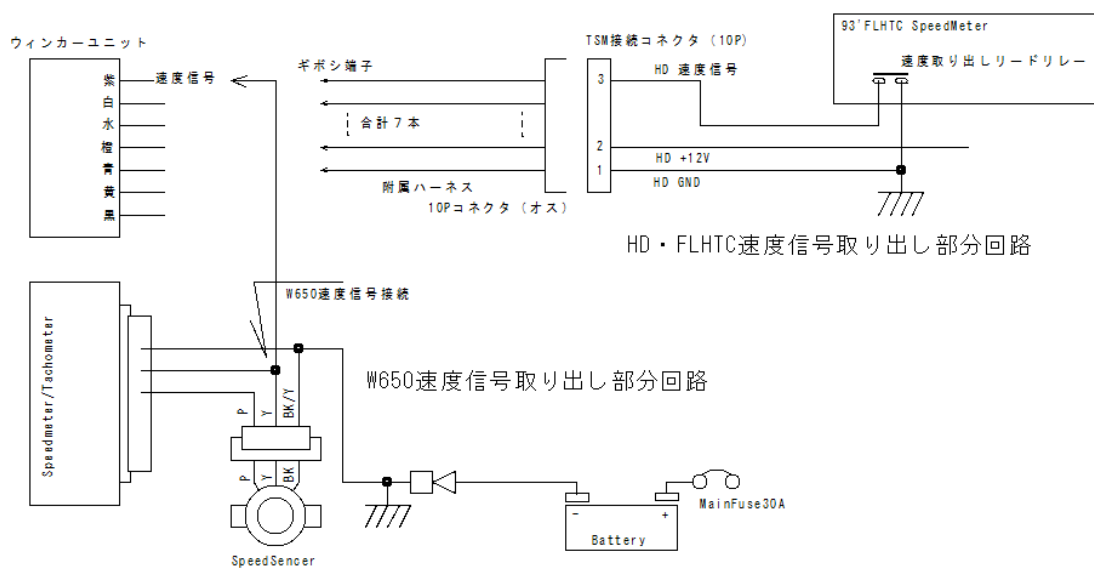 93'FLHTC SpeedMeter
ウィンカーユニット
TSM接続コネクタ (10P)
速度取り出しリードリレー
ギボシ端子
HD 速度信号
紫
速度信号
3
白
水
合計７本
橙
2
青
HD +12V
1
黄
附属ハーネス
HD GND
黒
10Pコネクタ (オス)
HD・FLHTC速度信号取り出し部分回路
W650速度信号接続
Speedmeter/Tachometer
W650速度信号取り出し部分回路
P
Y
BK/Y
P
Y
BK
MainFuse30A
-
+
Battery
SpeedSencer